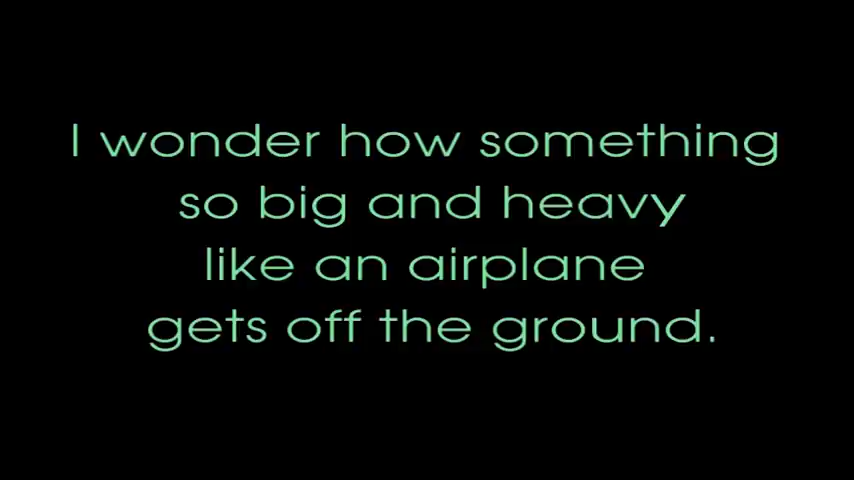 I wonder how something
so big and heavy
like an airplane
gets off the ground.